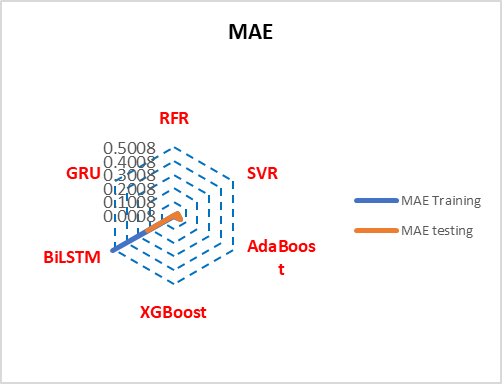 MAE
RFR
0.5008
0.4008
0.3008
0.2008
0.1008
0.0008
GRU
SVR
MAE Training
MAE testing
BiLSTM
AdaBoos
t
XGBoost